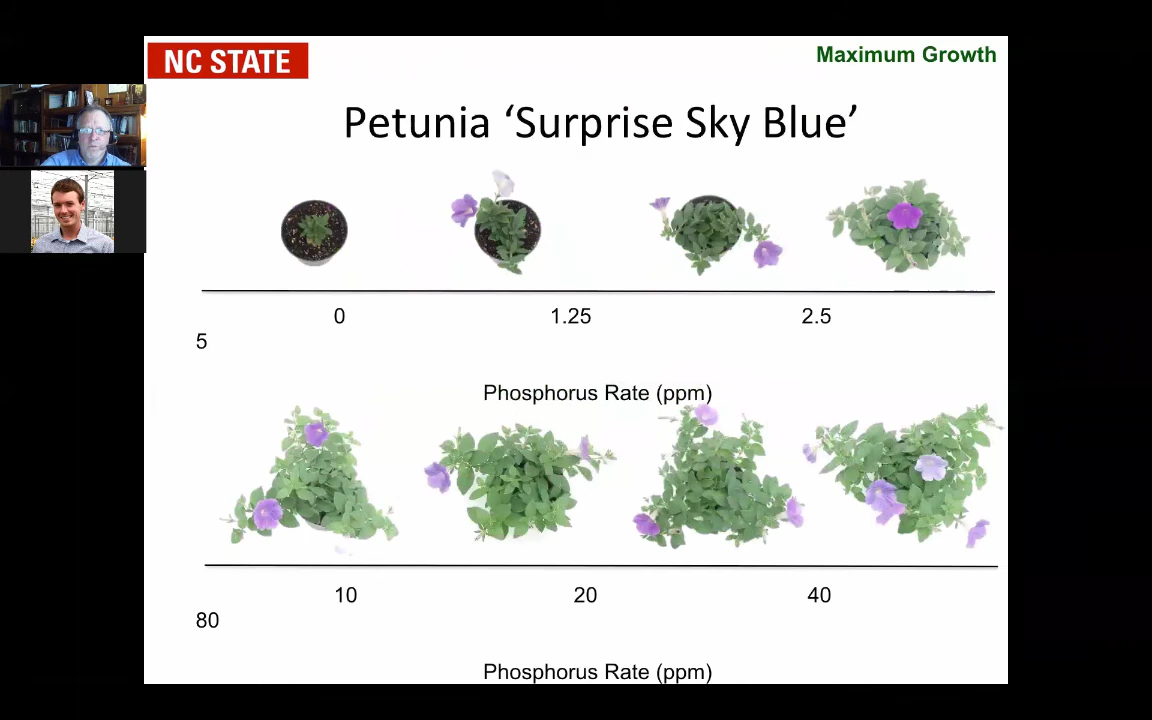 NC STATE
Maximum Growth
Petunia ‘Surprise Sky Blue’
0 1.25 2.5
5
Phosphorus Rate (ppm)
10 20 40
80
Phosphorus Rate (ppm)